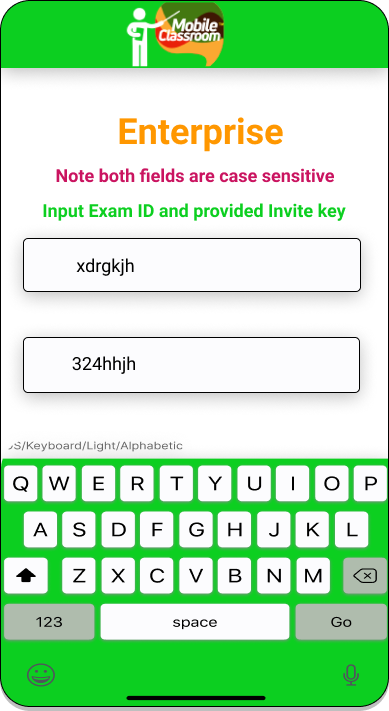 Mobile
Classroom
Enterprise
Note both fields are case sensitive
Input Exam ID and provided Invite key
xdrgkjh
324hhjh
S/Keyboard/Light/Alphabetic
Q W E R T Y U I O P
A S D F G H J K L
Z X C V B N M
123 space Go